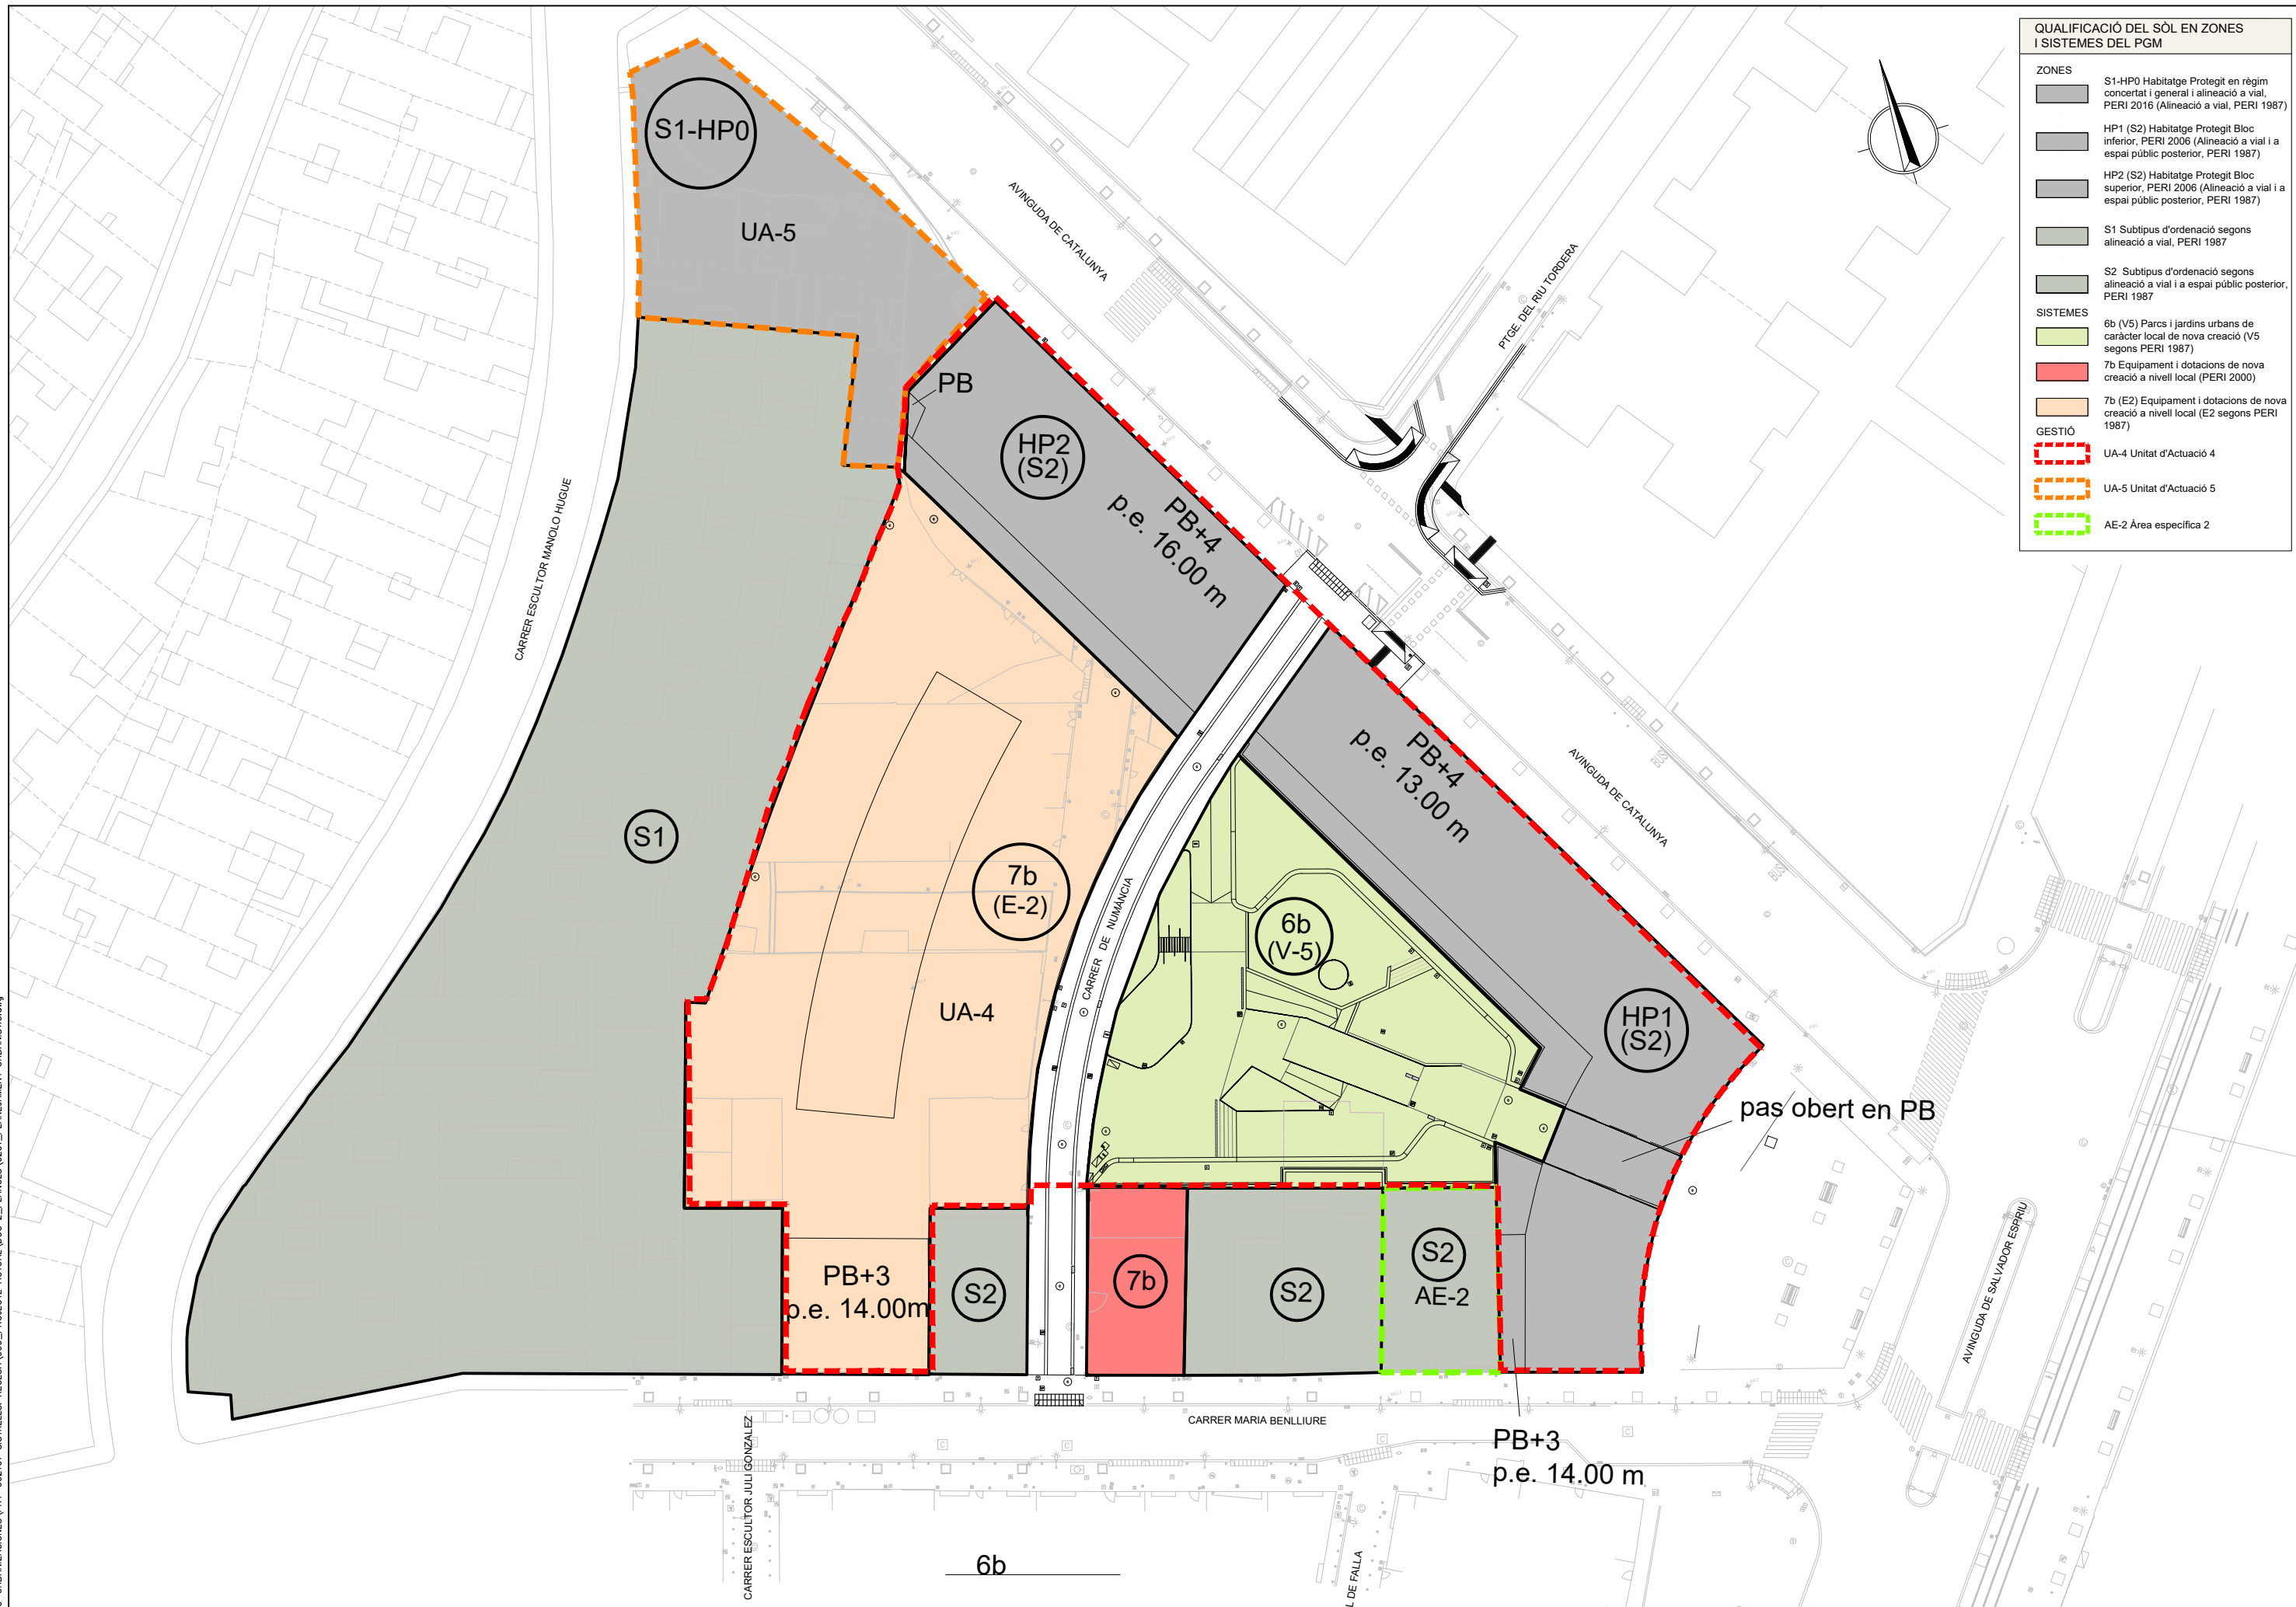 QUALIFICACIÓ DEL SÒL EN ZONES
I SISTEMES DEL PGM
ZONES
S1-HP0 Habitatge Protegit en règim
concertat i general i alineació a vial,
PERI 2016 (Alineació a vial, PERI 1987)
HP1 (S2) Habitatge Protegit Bloc
inferior, PERI 2006 (Alineació a vial i a
espai públic posterior, PERI 1987)
HP2 (S2) Habitatge Protegit Bloc
superior, PERI 2006 (Alineació a vial i a
espai públic posterior, PERI 1987)
S1 Subtipus d'ordenació segons
alineació a vial, PERI 1987
S2 Subtipus d'ordenació segons
alineació a vial i a espai públic posterior,
PERI 1987
SISTEMES
6b (V5) Parcs i jardins urbans de
caràcter local de nova creació (V5
segons PERI 1987)
7b Equipament i dotacions de nova
creació a nivell local (PERI 2000)
7b (E2) Equipament i dotacions de nova
creació a nivell local (E2 segons PERI
1987)
GESTIÓ
UA-4 Unitat d'Actuació 4
UA-5 Unitat d'Actuació 5
AE-2 Àrea específica 2
S1-HP0
UA-5
AVINGUDA DE CATALUNYA
PTGE. DEL RIU TORDERA
PB
HP2
(S2)
PB+4
p.e. 16.00 m
CARRER ESCULTOR MANOLO HUGUE
PB+4
p.e. 13.00 m
AVINGUDA DE CATALUNYA
S1
7b
(E-2)
CARRER DE NUMÀNCIA
6b
(V-5)
UA-4
HP1
(S2)
pas obert en PB
PB+3
p.e. 14.00m
S2
7b
S2
S2
AE-2
AVINGUDA DE SALVADOR ESPRIU
CARRER MARIA BENLLIURE
PB+3
p.e. 14.00 m
CARRER ESCULTOR JULI GONZALEZ
6b
L DE FALLA